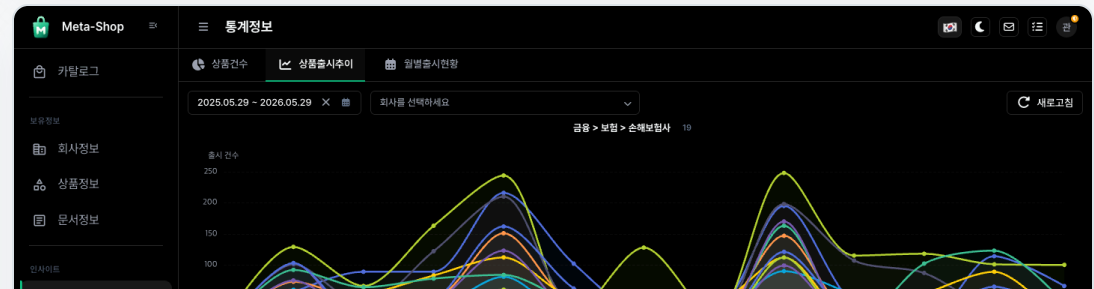 Meta-Shop
통계정보
관
카탈로그
보유정보
회사정보
상품정보
문서정보
인사이트
상품건수
상품출시추이
월별출시현황
2025.05.29 ~ 2026.05.29
회사를 선택하세요
새로고침
금융 > 보험 > 손해보험사 19
출시 건수
250
200
150
100